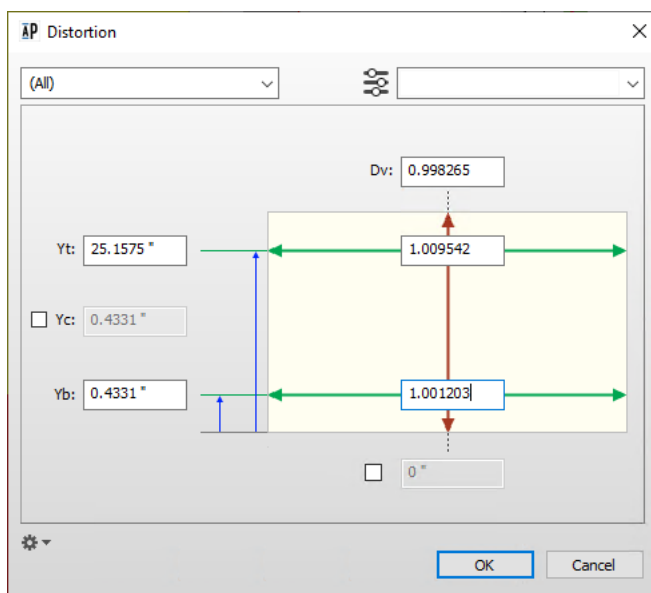 AP Distortion
(All)
Dv: 0.998265
Yt: 25.1575 " 1.009542
Yc: 0.4331 "
Yb: 0.4331 " 1.001203
0 "
OK Cancel